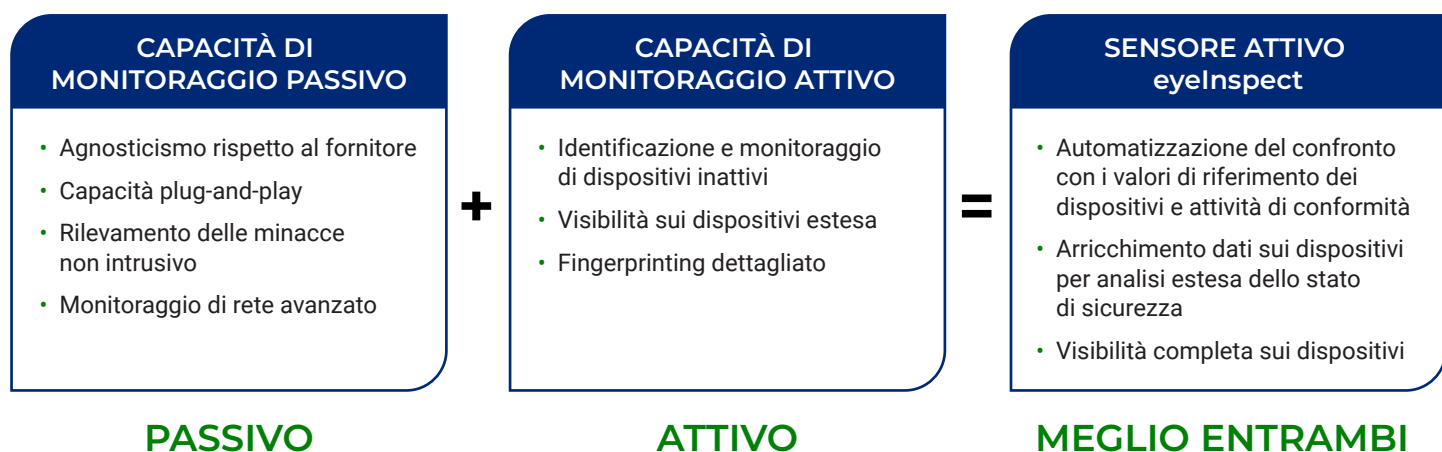 CAPACITÀ DI
MONITORAGGIO PASSIVO
• Agnosticismo rispetto al fornitore
• Capacità plug-and-play
• Rilevamento delle minacce
non intrusivo
• Monitoraggio di rete avanzato
PASSIVO
+
CAPACITÀ DI
MONITORAGGIO ATTIVO
• Identificazione e monitoraggio
di dispositivi inattivi
• Visibilità sui dispositivi estesa
• Fingerprinting dettagliato
ATTIVO
=
SENSORE ATTIVO
eyeInspect
• Automatizzazione del confronto
con i valori di riferimento dei
dispositivi e attività di conformità
• Arricchimento dati sui dispositivi
per analisi estesa dello stato
di sicurezza
• Visibilità completa sui dispositivi
MEGLIO ENTRAMBI